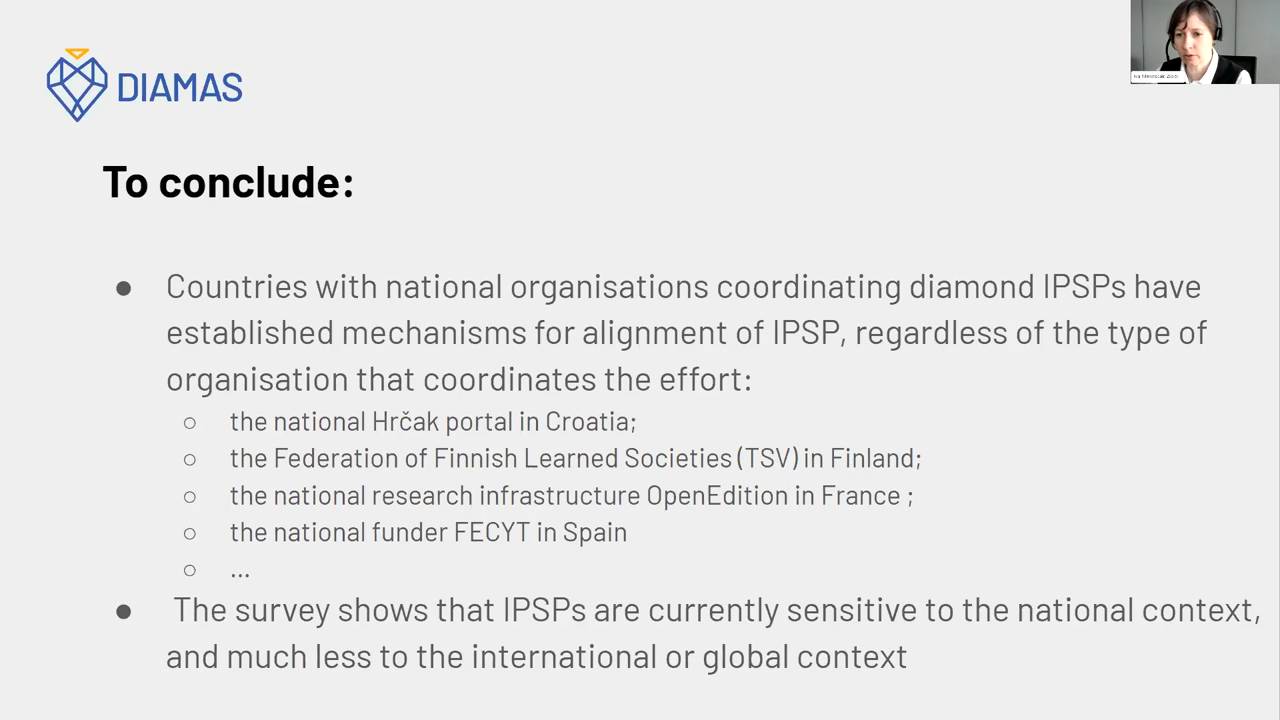 DIAMAS
To conclude:
● Countries with national organisations coordinating diamond IPSPs have
established mechanisms for alignment of IPSP, regardless of the type of
organisation that coordinates the effort:
○ the national Hrčak portal in Croatia;
○ the Federation of Finnish Learned Societies (TSV) in Finland;
○ the national research infrastructure OpenEdition in France ;
○ the national funder FECYT in Spain
○ ...
● The survey shows that IPSPs are currently sensitive to the national context,
and much less to the international or global context